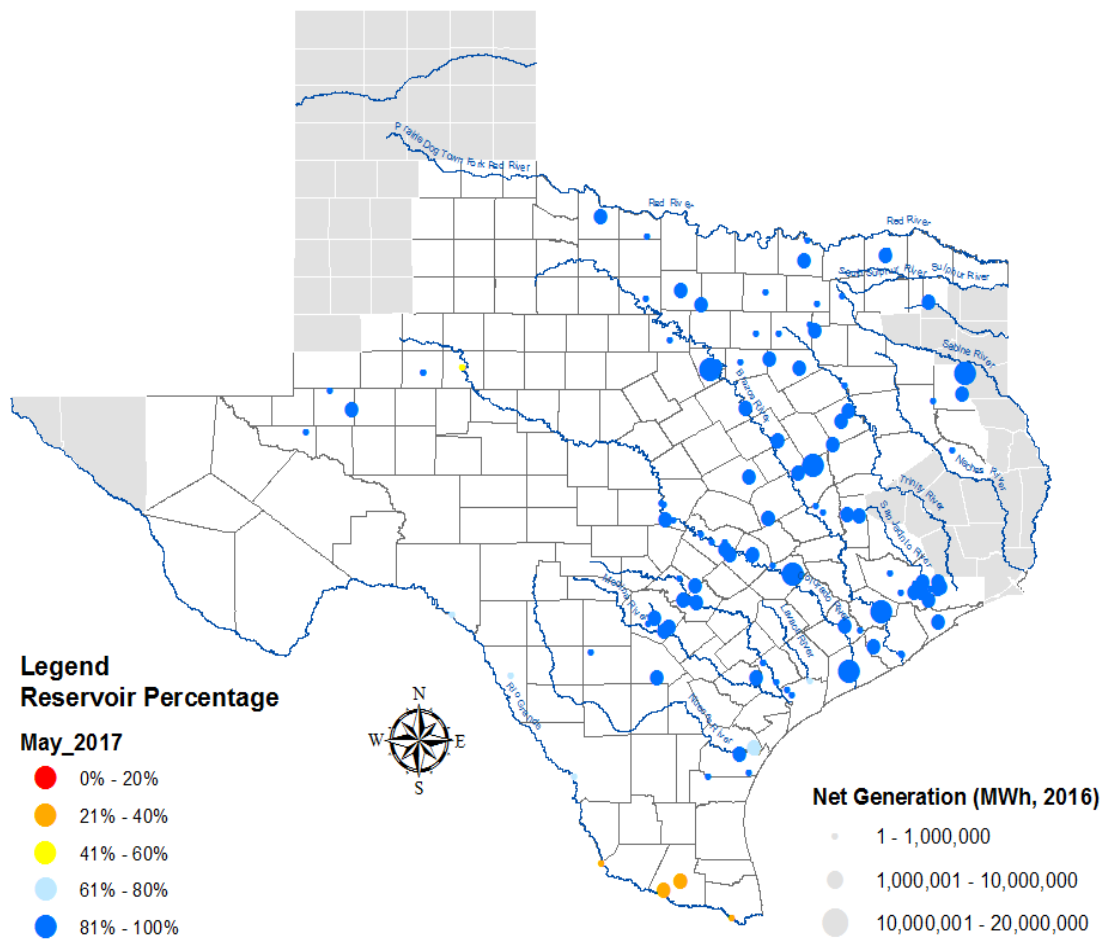 Prairie Dog Town Fork Red River
Red River
Red River
South Sulphur River
Sulphur River
Sabine River
Brazos River
Neches River
Trinity River
San Jacinto River
Colorado River
Medina River
Lavaca River
Nueces River
Rio Grande
Legend
Reservoir Percentage
May_2017
0% - 20%
21% - 40%
41% - 60%
61% - 80%
81% - 100%
N
W
E
S
Net Generation (MWh, 2016)
1 - 1,000,000
1,000,001 - 10,000,000
10,000,001 - 20,000,000